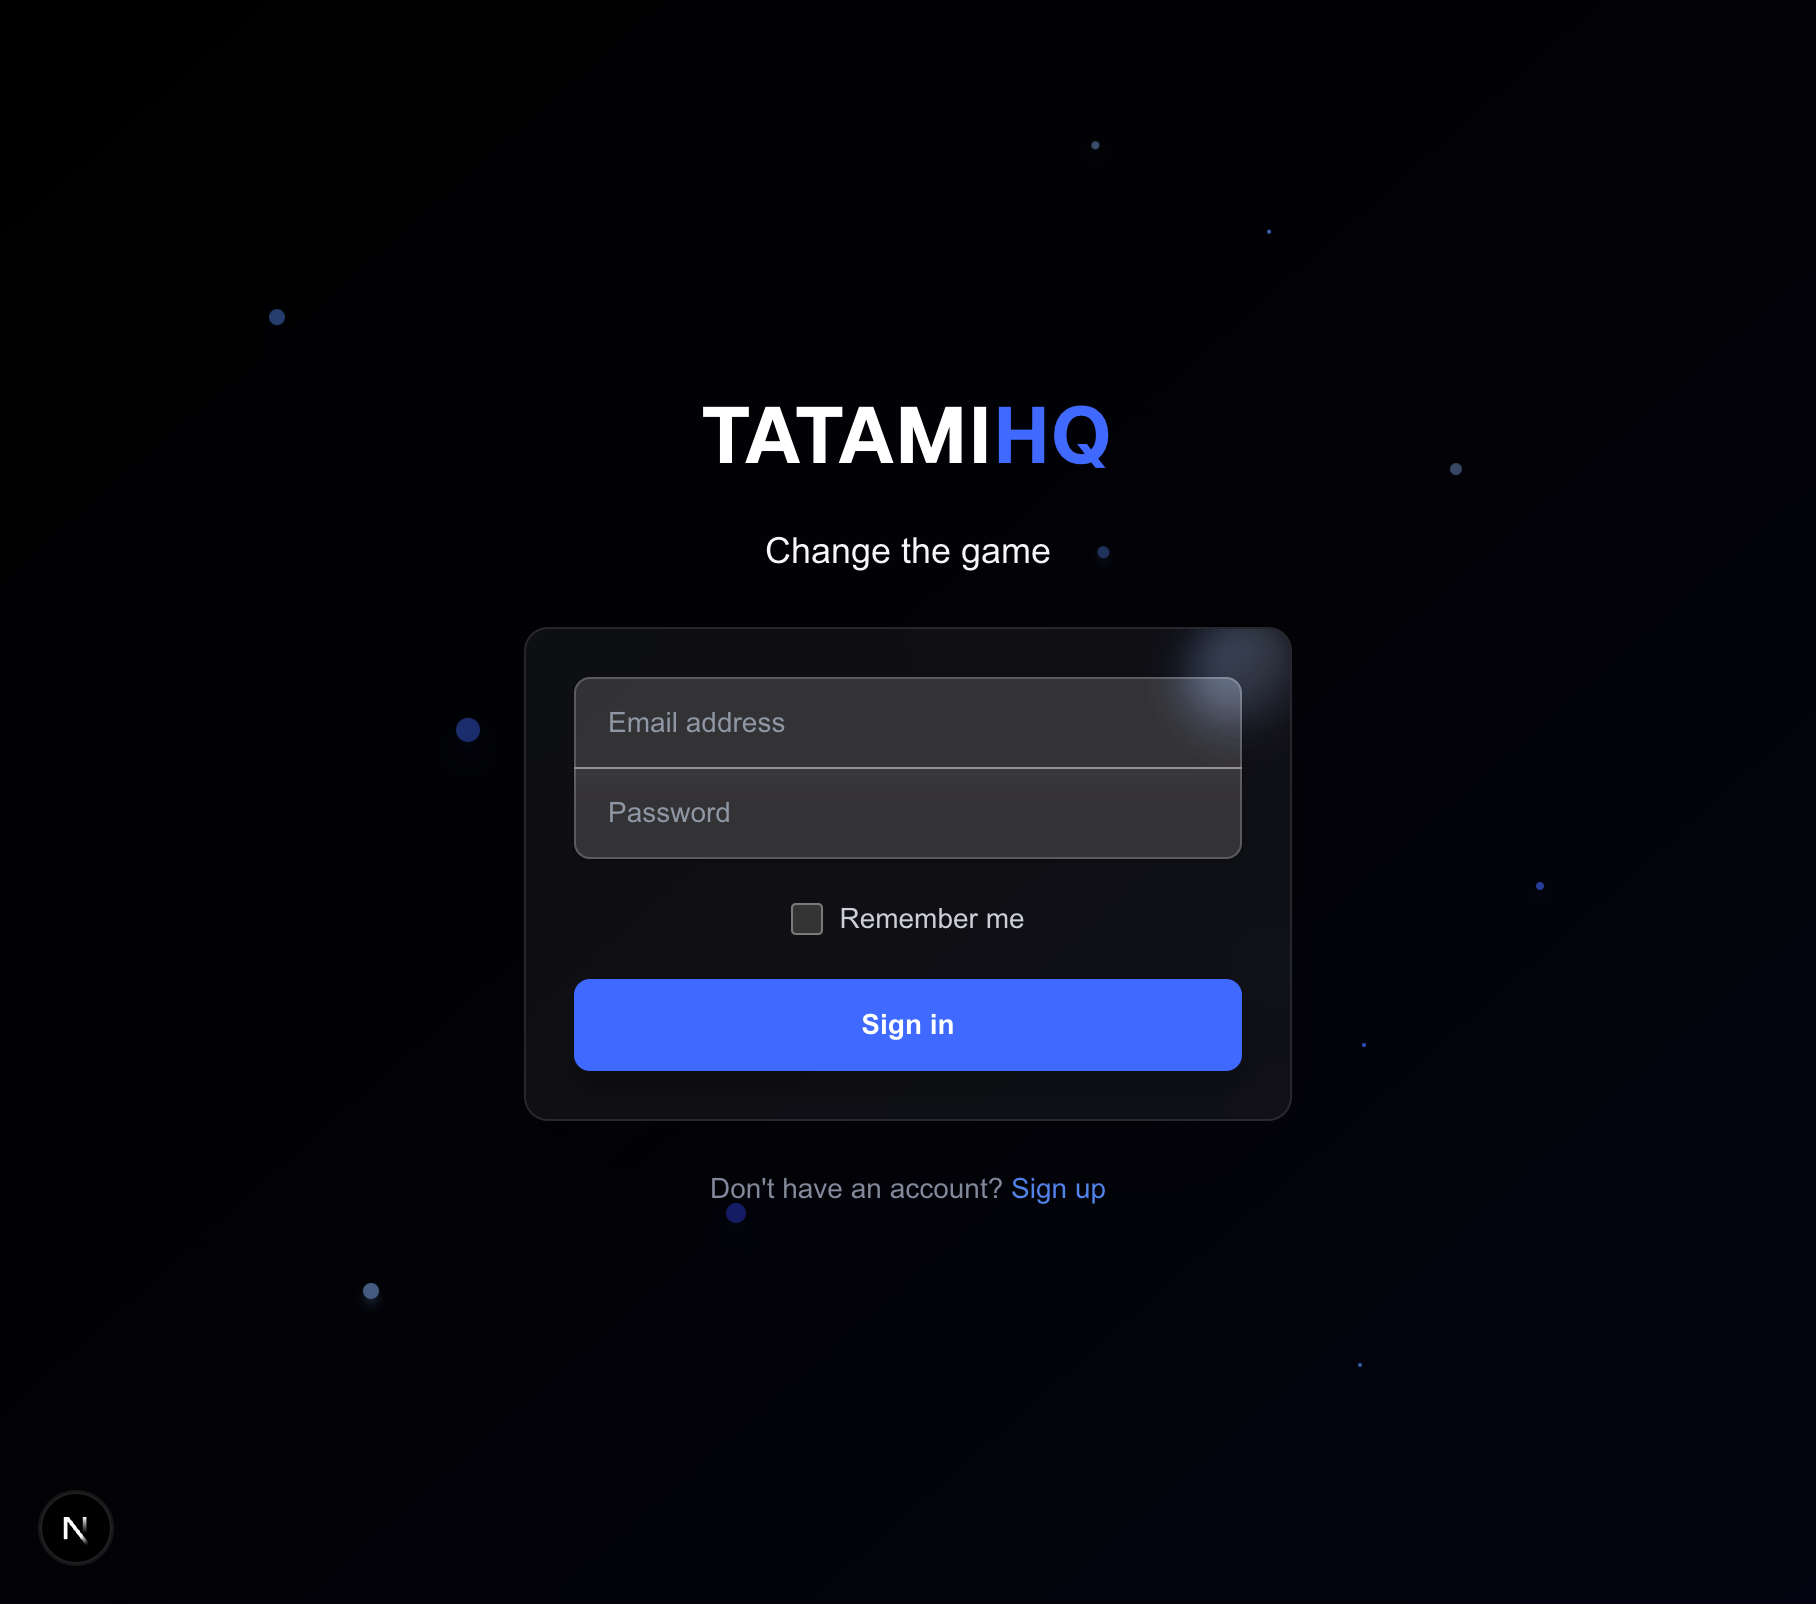 TATAMIHQ
Change the game
Email address
Password
Remember me
Sign in
Don't have an account? Sign up
N